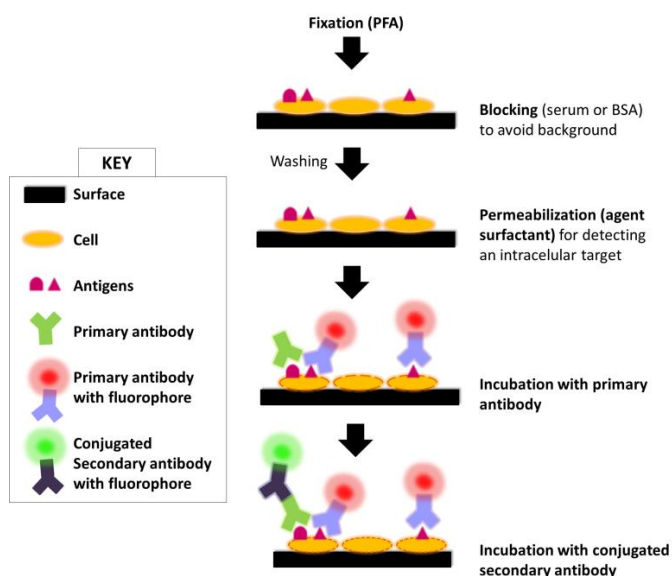 Fixation (PFA)
Blocking (serum or BSA)
to avoid background
Washing
Permeabilization (agent
surfactant) for detecting
an intracelular target
Incubation with primary
antibody
Incubation with conjugated
secondary antibody
KEY
Surface
Cell
Antigens
Primary antibody
Primary antibody
with fluorophore
Conjugated
Secondary antibody
with fluorophore